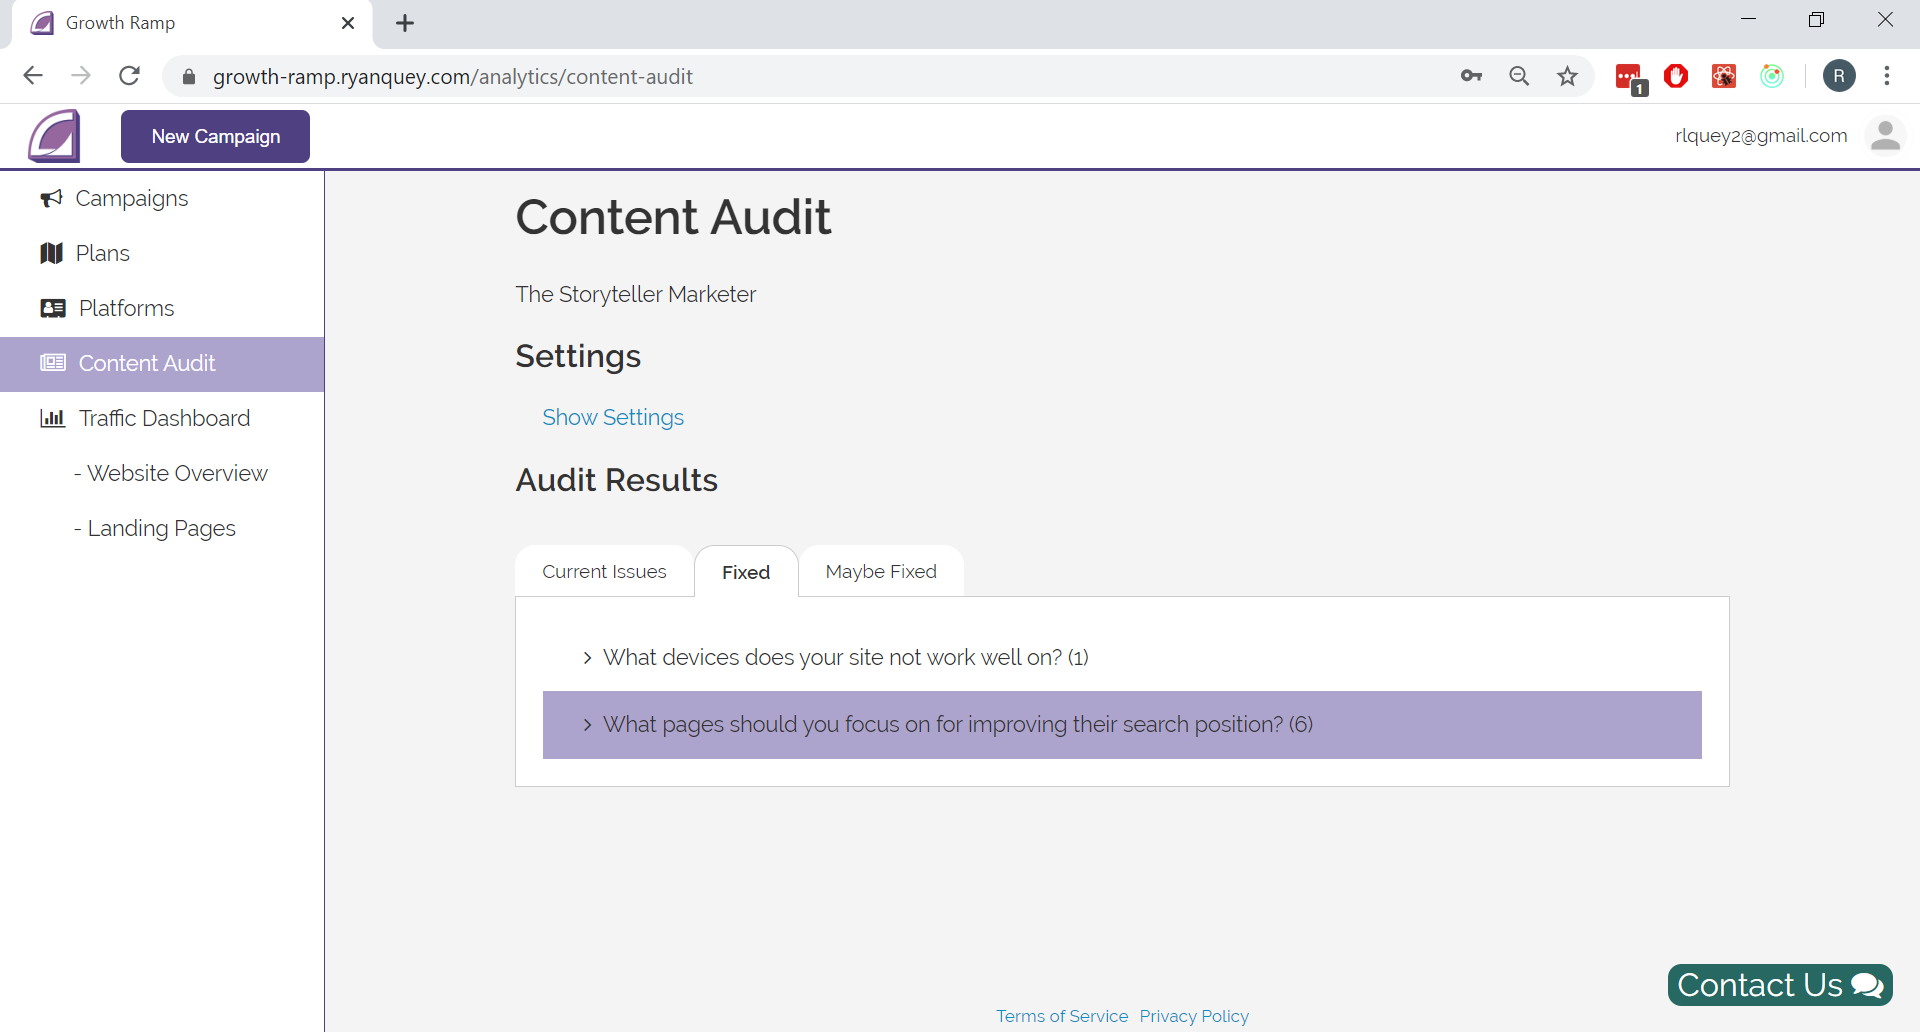 Growth Ramp
growth-ramp.ryanquey.com/analytics/content-audit
1
R
New Campaign
rlquey2@gmail.com
Campaigns
Plans
Platforms
Content Audit
Traffic Dashboard
- Website Overview
- Landing Pages
Content Audit
The Storyteller Marketer
Settings
Show Settings
Audit Results
Current Issues Fixed Maybe Fixed
What devices does your site not work well on? (1)
What pages should you focus on for improving their search position? (6)
Contact Us
Terms of Service Privacy Policy